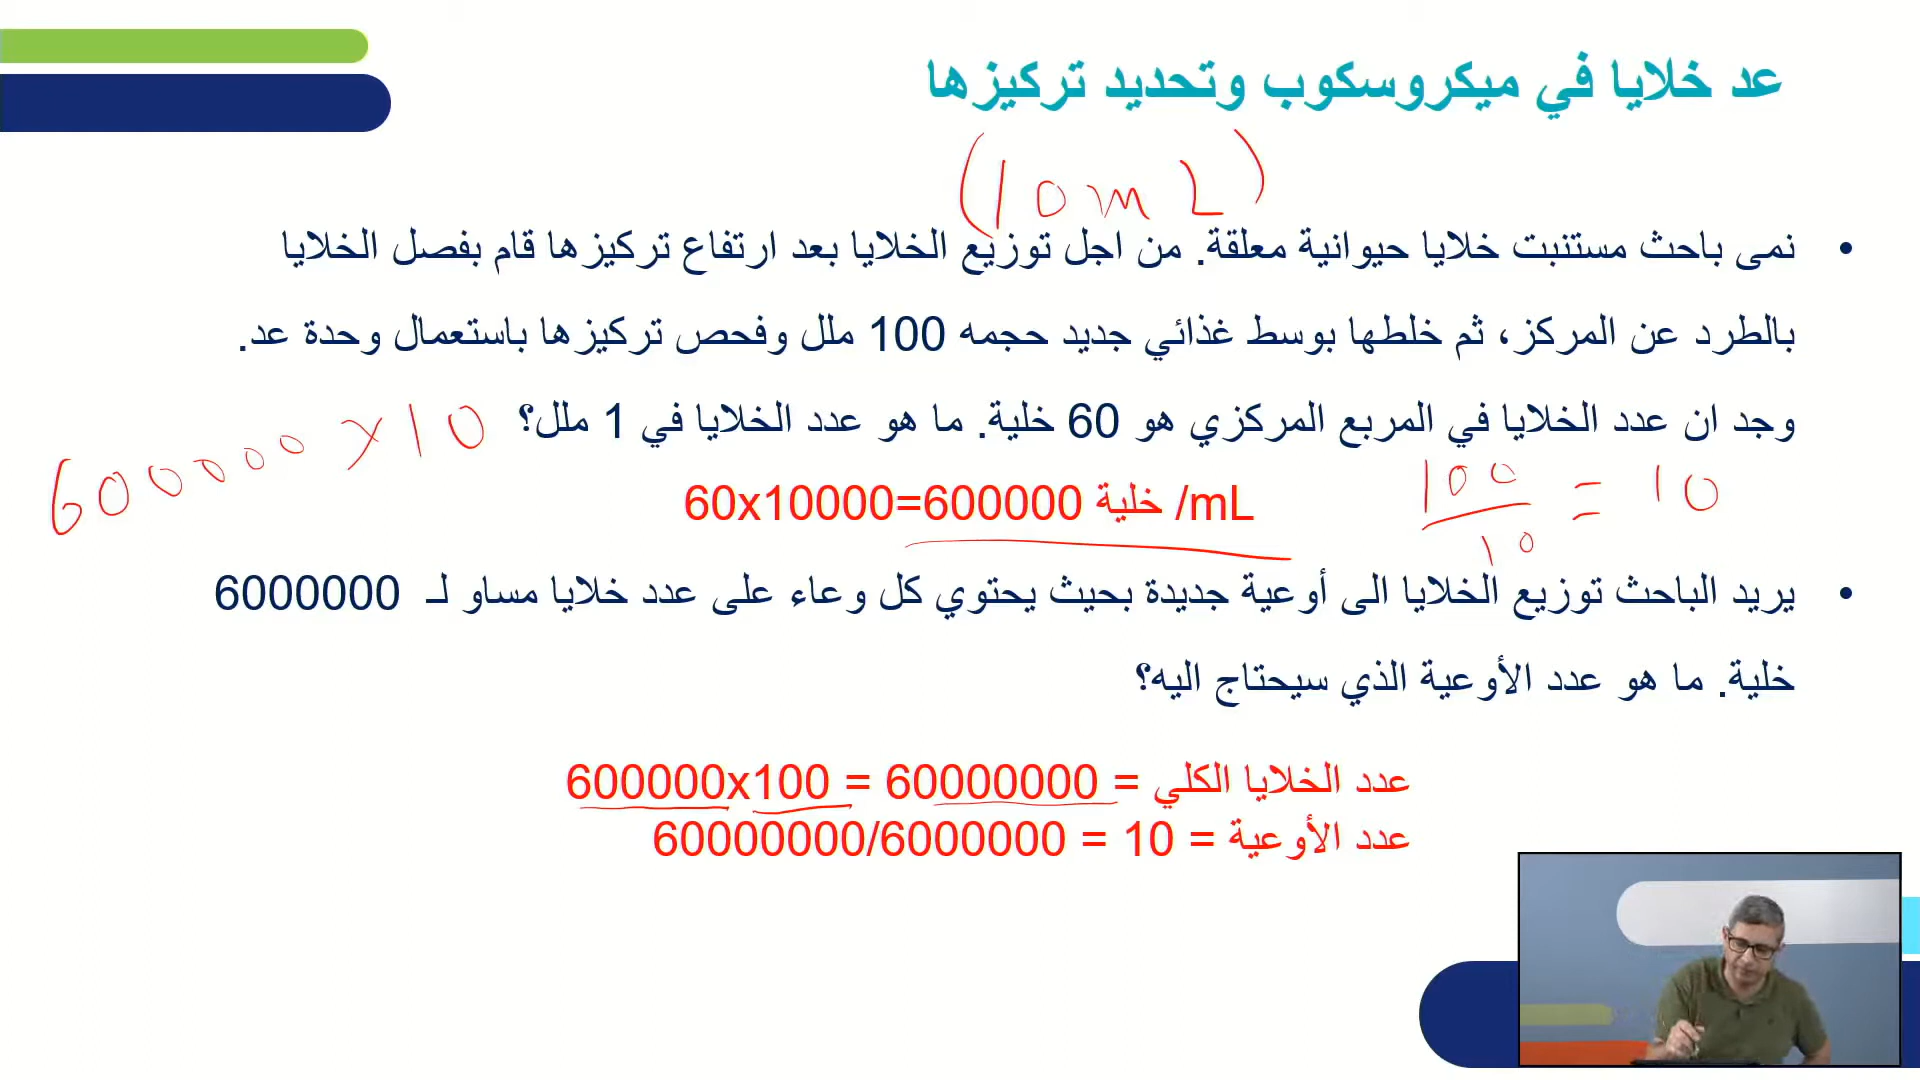 عد خلايا في ميكروسكوب وتحديد تركيزها
(10mL)
• نمى باحث مستنبت خلايا حيوانية معلقة. من اجل توزيع الخلايا بعد ارتفاع تركيزها قام بفصل الخلايا
بالطرد عن المركز، ثم خلطها بوسط غذائي جديد حجمه 100 ملل وفحص تركيزها باستعمال وحدة عد.
وجد ان عدد الخلايا في المربع المركزي هو 60 خلية. ما هو عدد الخلايا في 1 ملل؟
600000 x 10
60x10000=600000 خلية /mL
100/10 = 10
• يريد الباحث توزيع الخلايا الى أوعية جديدة بحيث يحتوي كل وعاء على عدد خلايا مساو لـ 6000000
خلية. ما هو عدد الأوعية الذي سيحتاج اليه؟
عدد الخلايا الكلي = 60000000 = 600000x100
عدد الأوعية = 10 = 60000000/6000000